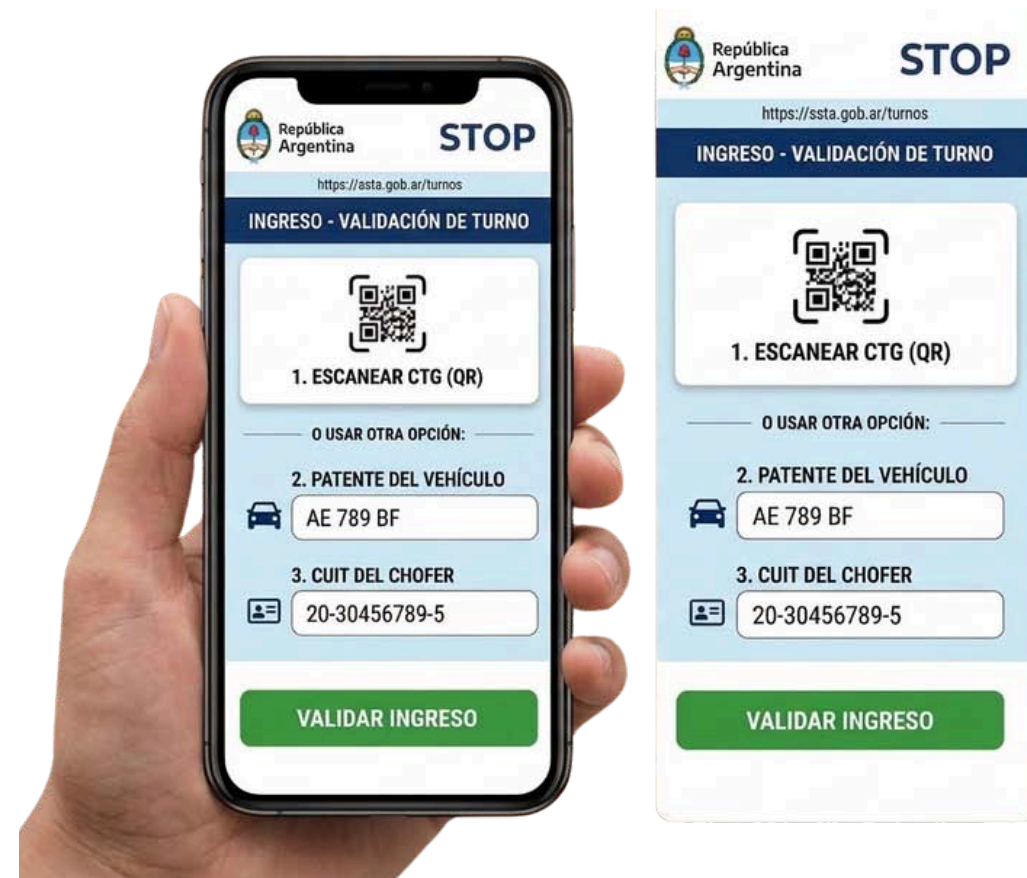 República
Argentina
STOP
https://asta.gob.ar/turnos
INGRESO - VALIDACIÓN DE TURNO
1. ESCANEAR CTG (QR)
O USAR OTRA OPCIÓN:
2. PATENTE DEL VEHÍCULO
AE 789 BF
3. CUIT DEL CHOFER
20-30456789-5
VALIDAR INGRESO
República
Argentina
STOP
https://ssta.gob.ar/turnos
INGRESO - VALIDACIÓN DE TURNO
1. ESCANEAR CTG (QR)
O USAR OTRA OPCIÓN:
2. PATENTE DEL VEHÍCULO
AE 789 BF
3. CUIT DEL CHOFER
20-30456789-5
VALIDAR INGRESO